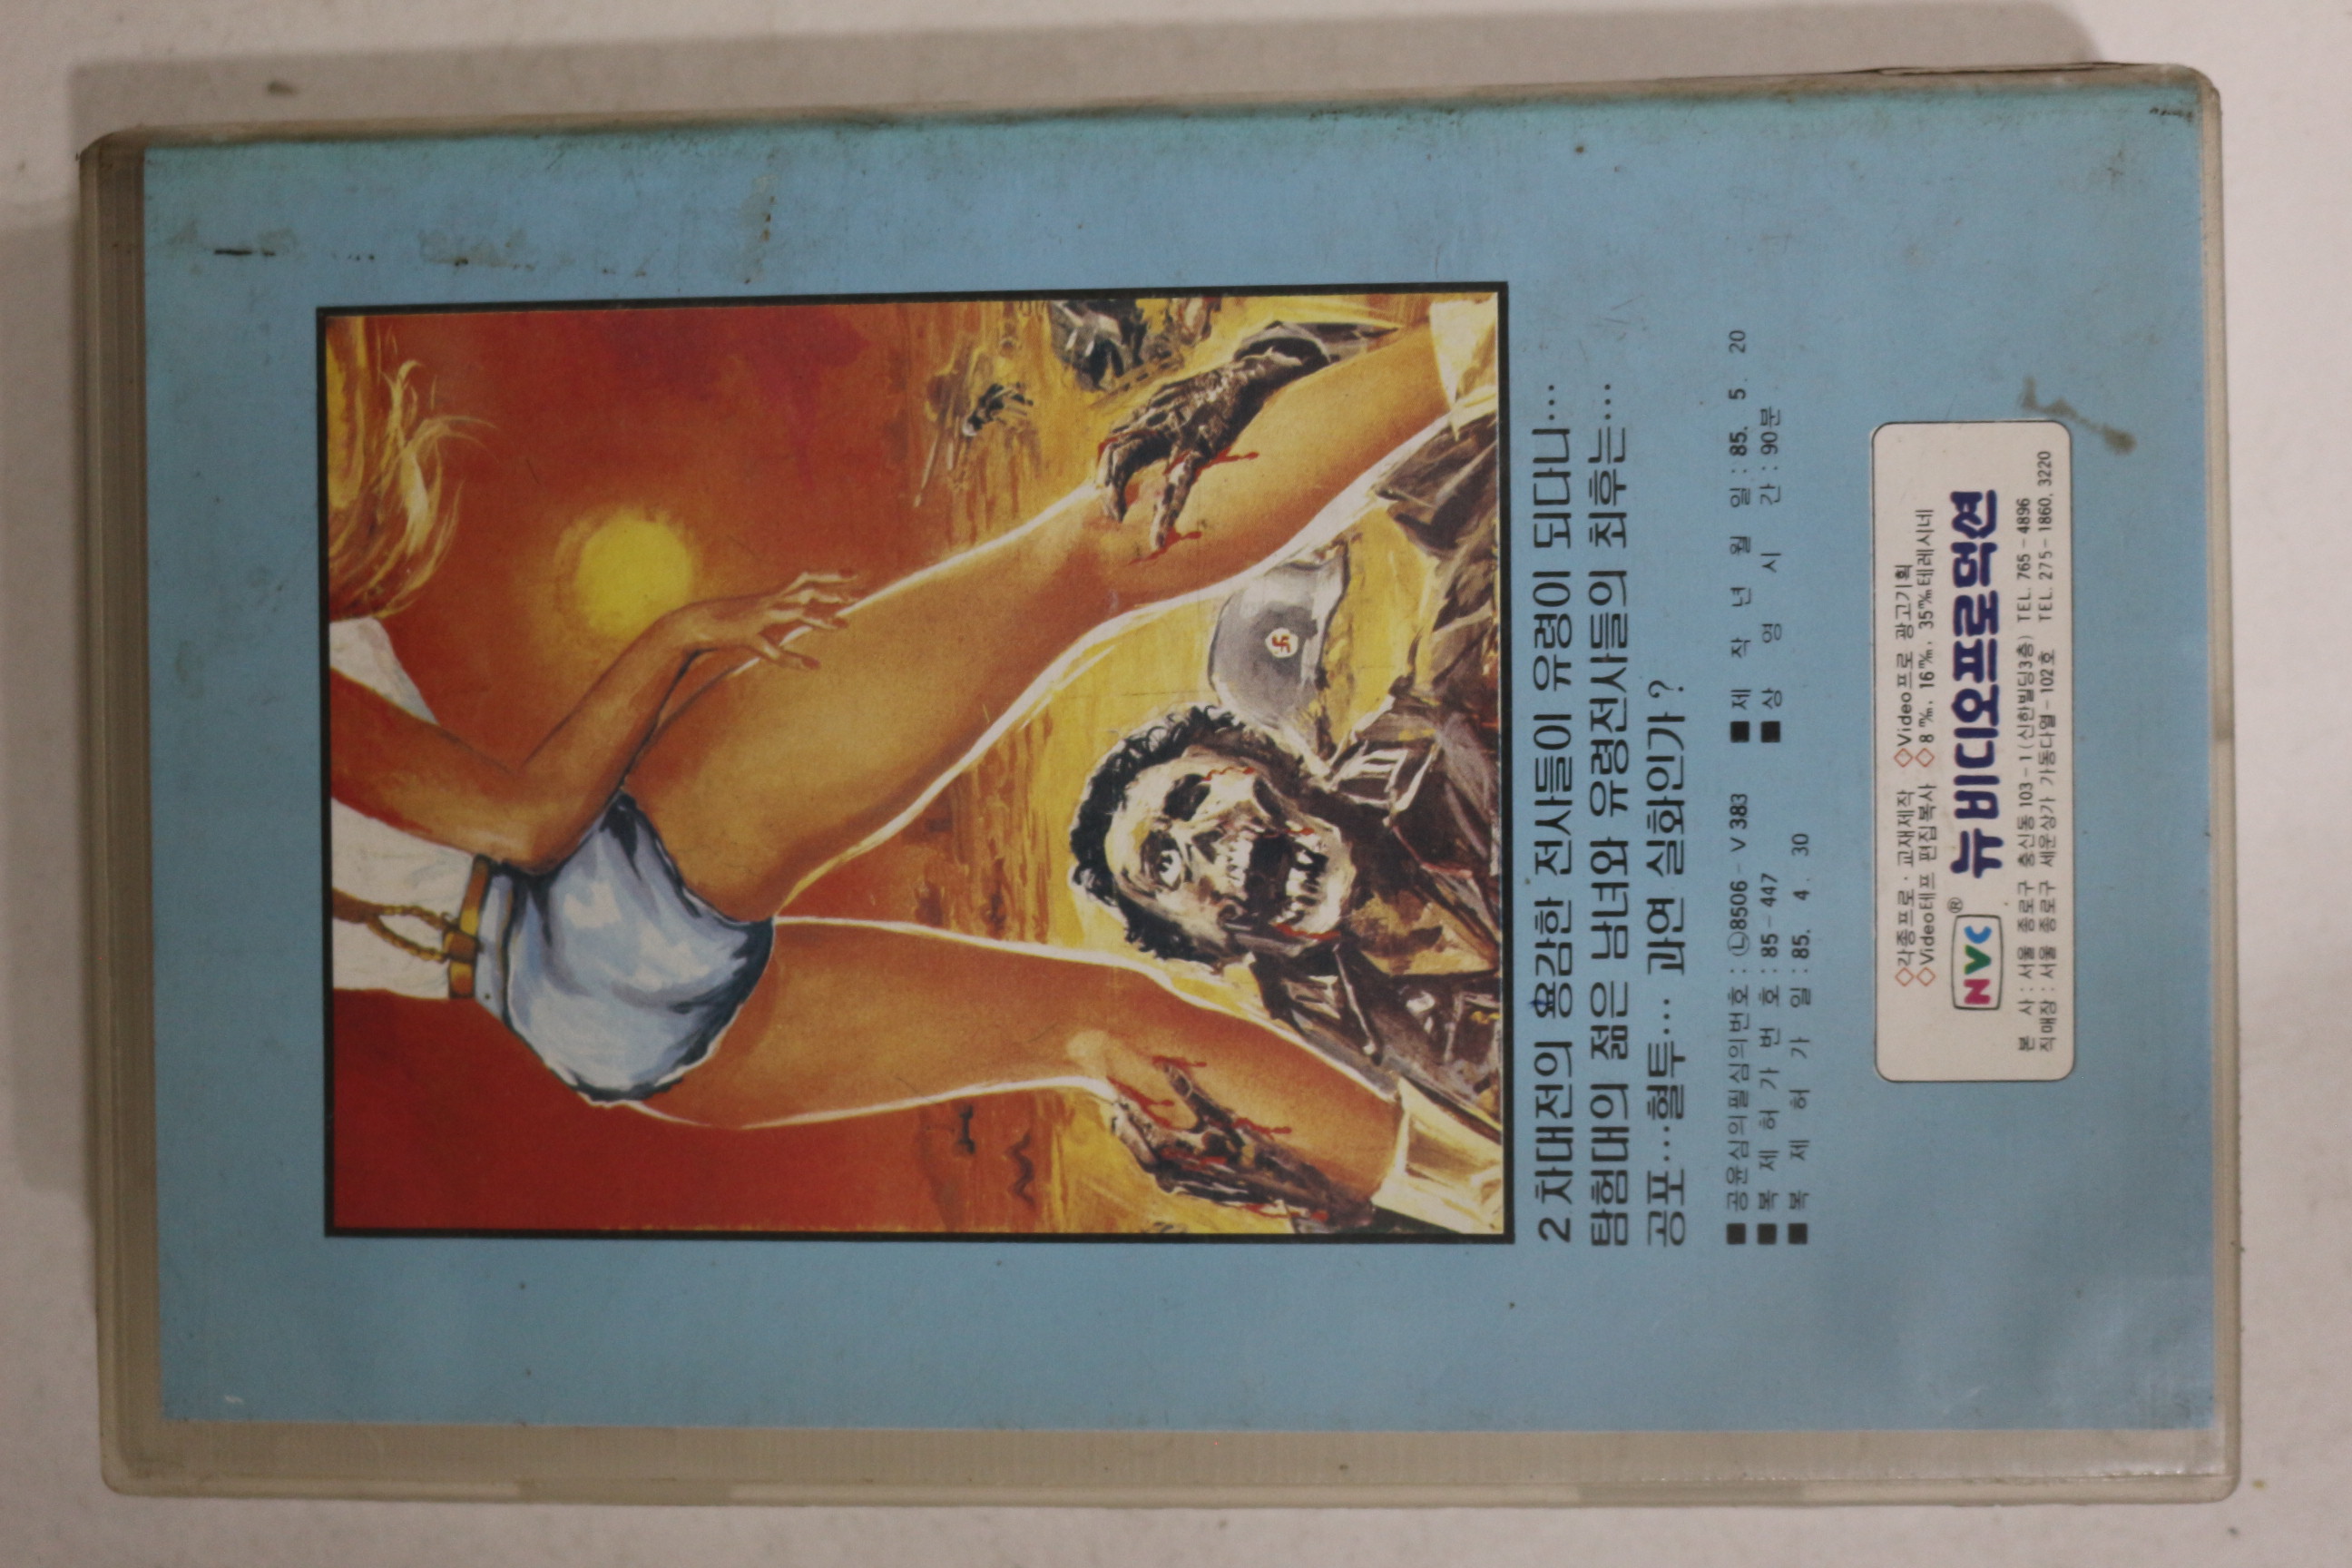 2차대전의 용감한 전사들이 유령이 되다니…
탐험대의 젊은 남녀와 유령전사들의 최후는…
공포…혈투… 과연 실화인가?
■ 공윤심의필심의번호 : Ⓛ8506 - V 383
■ 복제허가번호 : 85 - 447
■ 복제허가일 : 85. 4. 30
■ 제작년월일 : 85. 5. 20
■ 상영시간 : 90분
◇각종프로·교재제작 ◇Video프로 광고기획
◇Video테프 편집복사 ◇8㎜, 16㎜, 35㎜테레시네
NVC® 뉴비디오프로덕션
본 사 : 서울 종로구 충신동 103-1 (신한빌딩3층) TEL. 765-4896
직매장 : 서울 종로구 세운상가 가동다열-102호 TEL. 275-1860, 3220